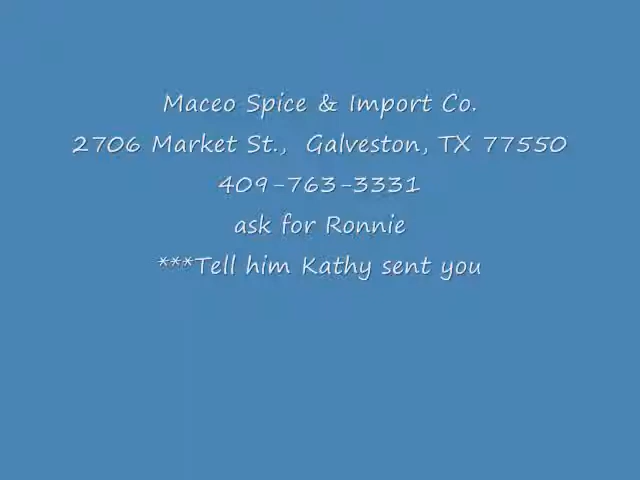 Maceo Spice & Import Co.
2706 Market St.,  Galveston, TX 77550
409-763-3331
ask for Ronnie
***Tell him Kathy sent you